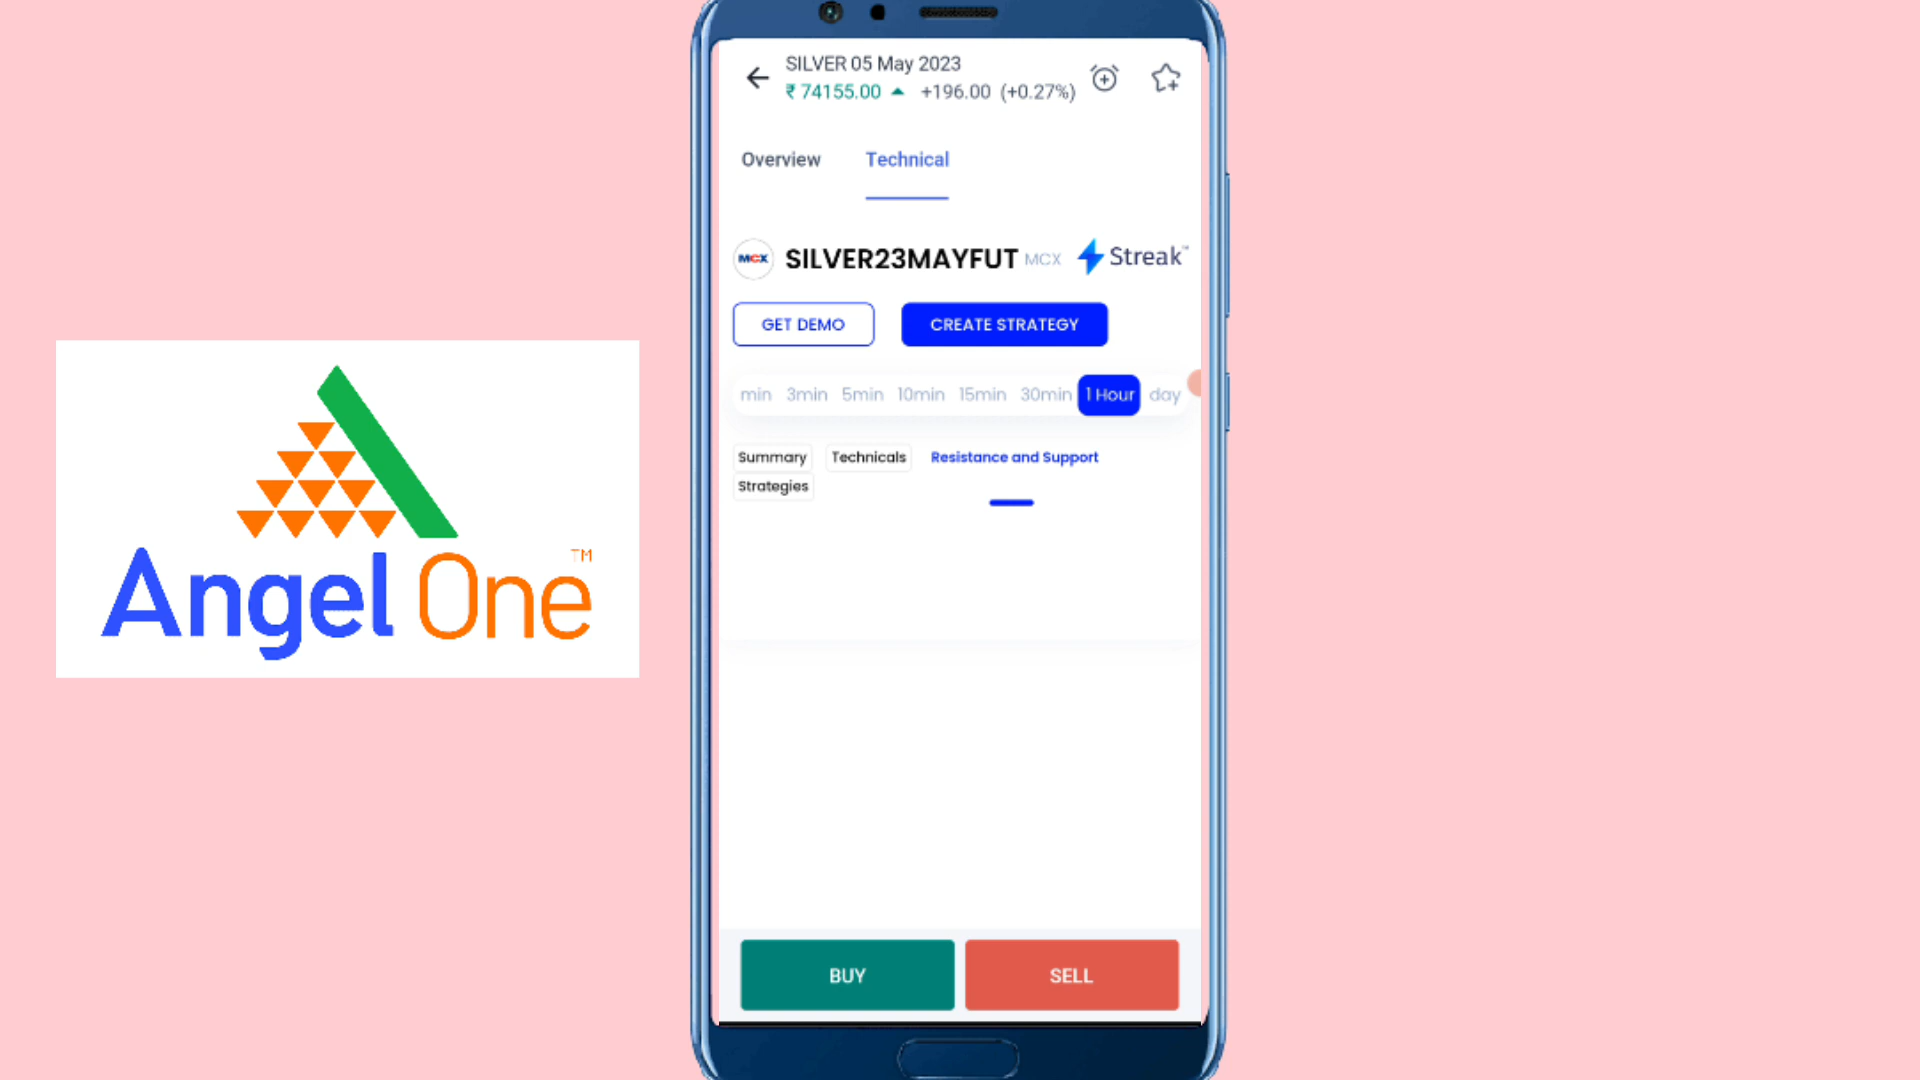 Angel One
TM
SILVER 05 May 2023
₹ 74155.00 ▲ +196.00 (+0.27%)
Overview Technical
MCX SILVER23MAYFUT MCX Streak™
GET DEMO CREATE STRATEGY
min 3min 5min 10min 15min 30min 1 Hour day
Summary Technicals Resistance and Support
Strategies
BUY SELL